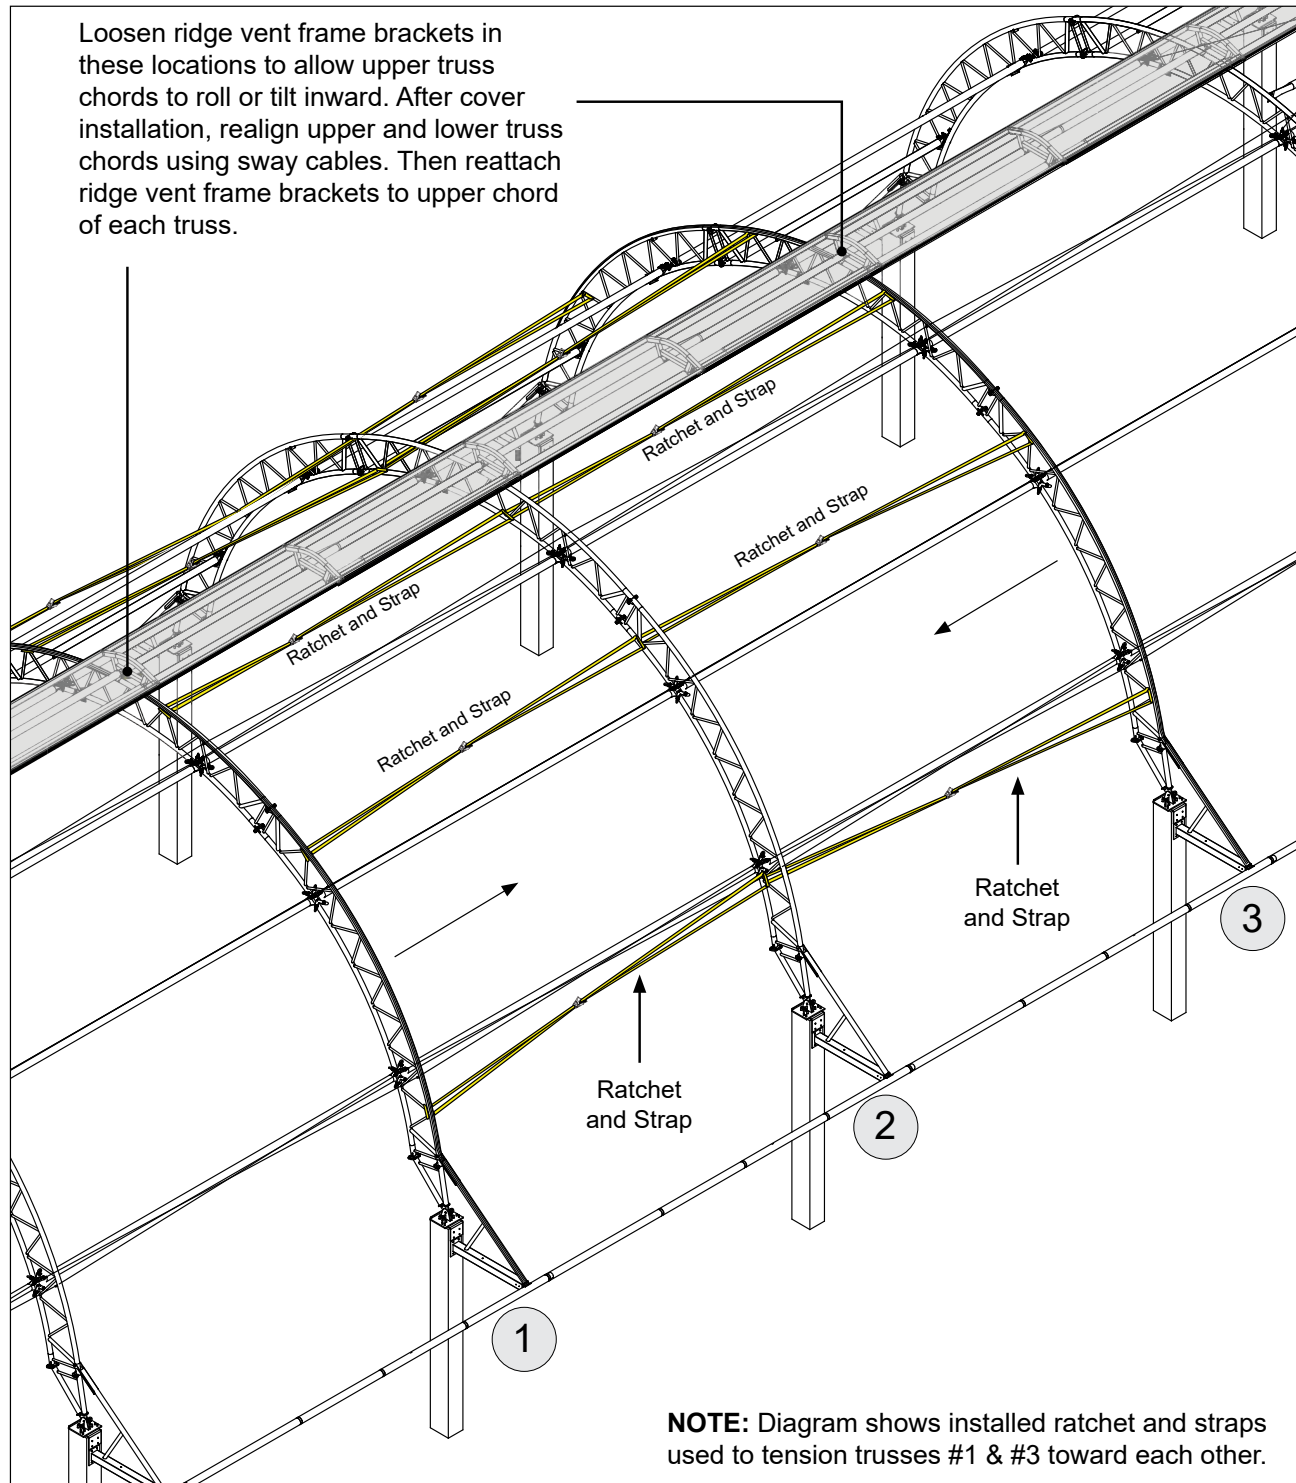 Loosen ridge vent frame brackets in
these locations to allow upper truss
chords to roll or tilt inward. After cover
installation, realign upper and lower truss
chords using sway cables. Then reattach
ridge vent frame brackets to upper chord
of each truss.
Ratchet and Strap
Ratchet and Strap
Ratchet and Strap
Ratchet and Strap
Ratchet
and Strap
3
Ratchet
and Strap
2
1
NOTE: Diagram shows installed ratchet and straps
used to tension trusses #1 & #3 toward each other.